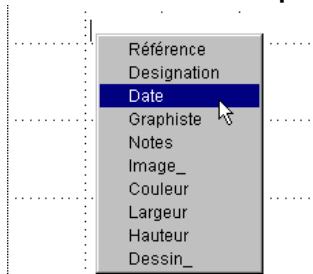 Référence
Designation
Date
Graphiste
Notes
Image_
Couleur
Largeur
Hauteur
Dessin_